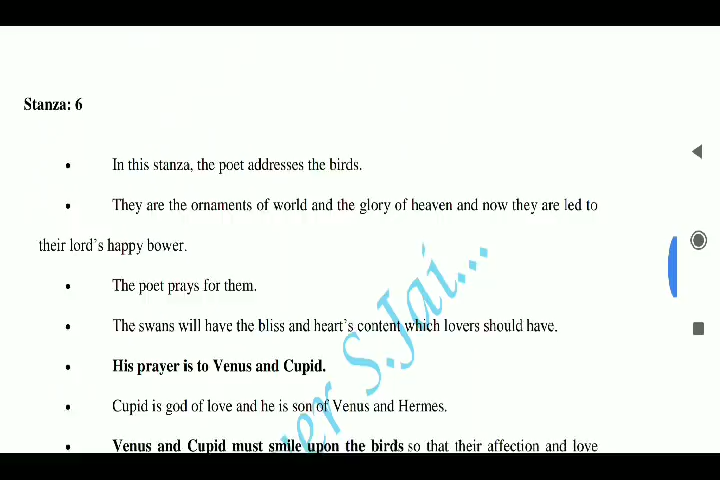 Stanza: 6
• In this stanza, the poet addresses the birds.
• They are the ornaments of world and the glory of heaven and now they are led to
their lord's happy bower.
• The poet prays for them.
• The swans will have the bliss and heart's content which lovers should have.
• His prayer is to Venus and Cupid.
• Cupid is god of love and he is son of Venus and Hermes.
• Venus and Cupid must smile upon the birds so that their affection and love
er S.Jai...